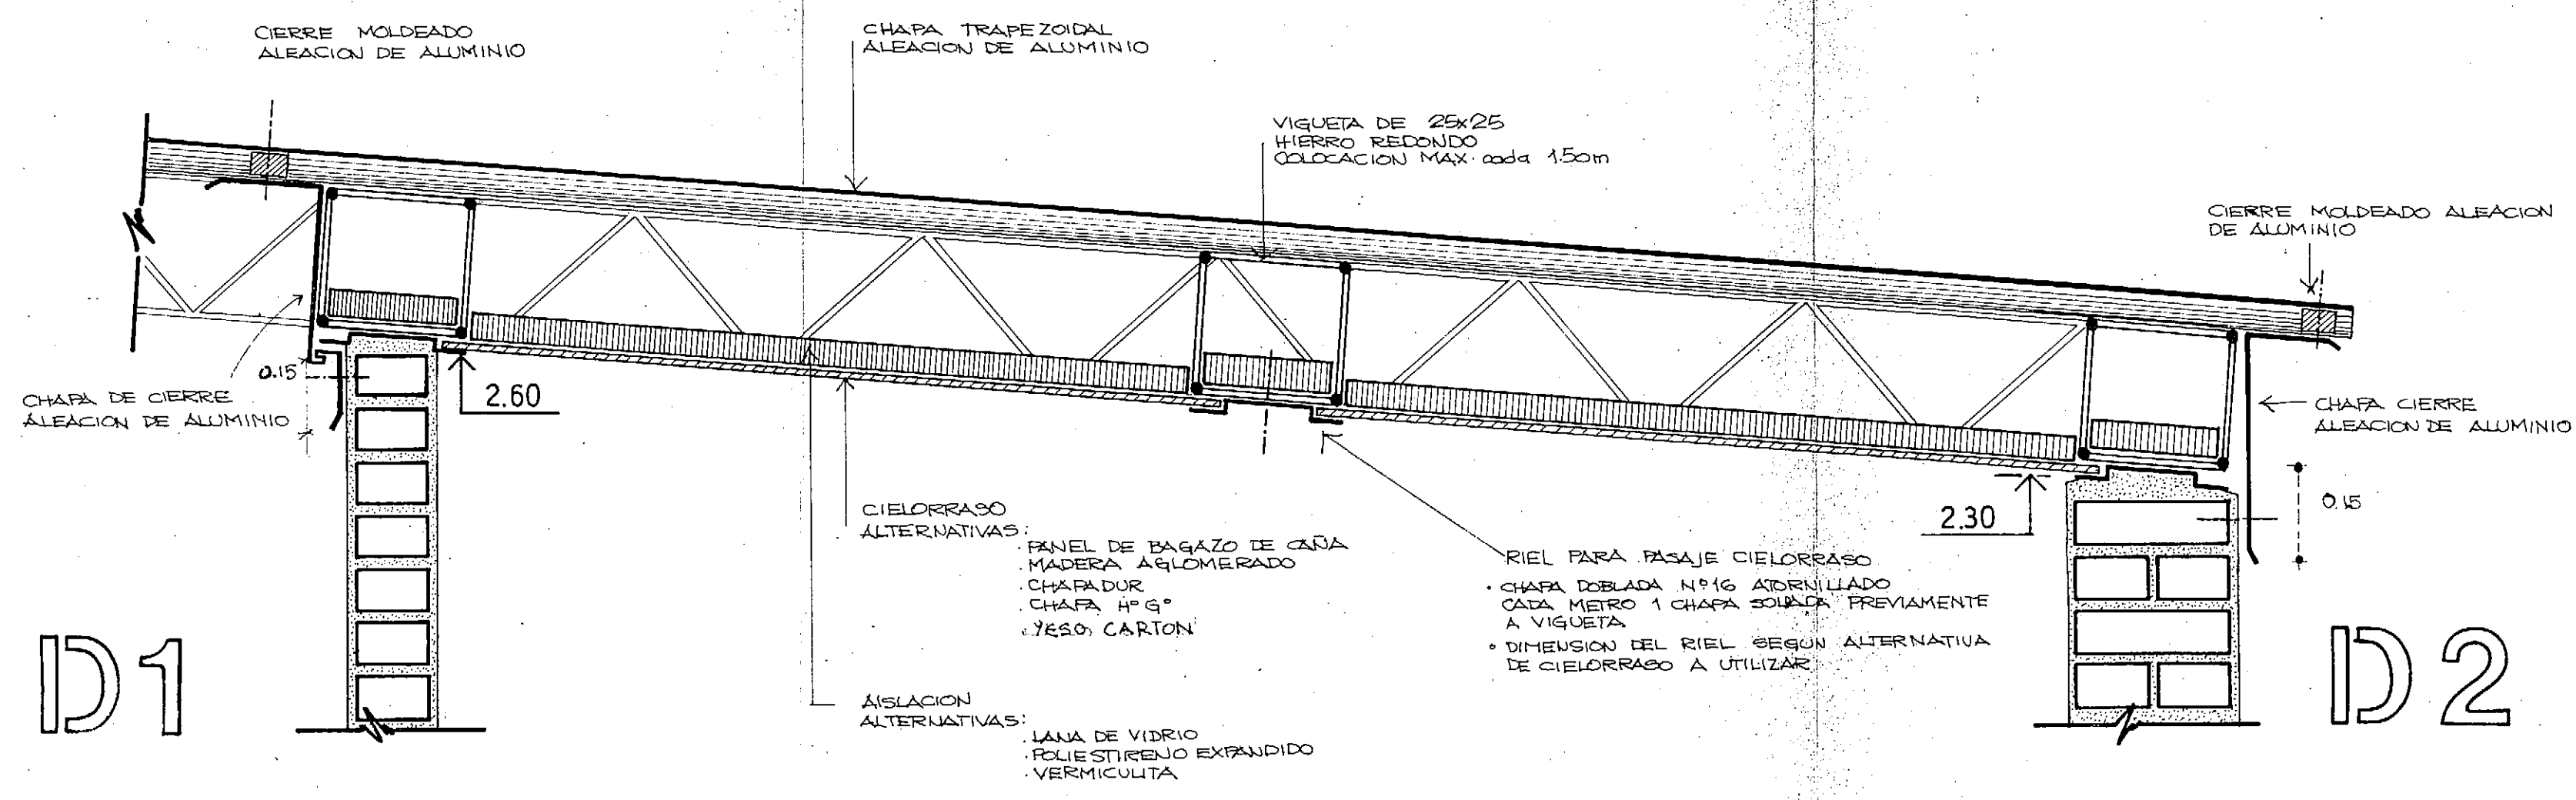 CIERRE MOLDEADO
ALEACION DE ALUMINIO
CHAPA TRAPEZOIDAL
ALEACION DE ALUMINIO
VIGUETA DE 25x25
HIERRO REDONDO
COLOCACION MAX. cada 1.50m
CIERRE MOLDEADO ALEACION
DE ALUMINIO
0.15
2.60
CHAPA DE CIERRE
ALEACION DE ALUMINIO
CHAPA CIERRE
ALEACION DE ALUMINIO
0.15
2.30
CIELORRASO
ALTERNATIVAS:
. PANEL DE BAGAZO DE CAÑA
. MADERA AGLOMERADO
. CHAPADUR
. CHAPA Hº Gº
. YESO, CARTON
RIEL PARA PASAJE CIELORRASO
• CHAPA DOBLADA Nº16 ATORNILLADO
CADA METRO 1 CHAPA SOLDADA PREVIAMENTE
A VIGUETA
• DIMENSION DEL RIEL SEGUN ALTERNATIVA
DE CIELORRASO A UTILIZAR
AISLACION
ALTERNATIVAS:
. LANA DE VIDRIO
. POLIESTIRENO EXPANDIDO
. VERMICULITA
D1
D2